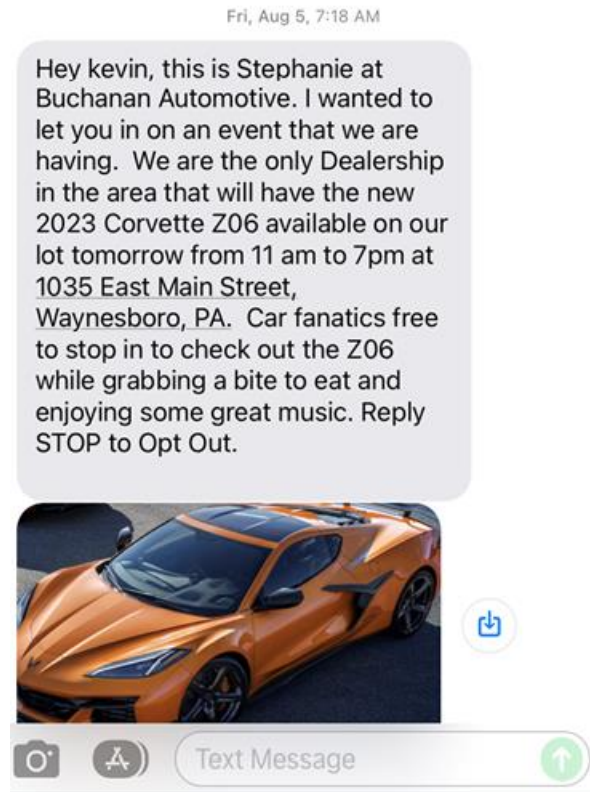 Fri, Aug 5, 7:18 AM
Hey kevin, this is Stephanie at
Buchanan Automotive. I wanted to
let you in on an event that we are
having.  We are the only Dealership
in the area that will have the new
2023 Corvette Z06 available on our
lot tomorrow from 11 am to 7pm at
1035 East Main Street,
Waynesboro, PA.  Car fanatics free
to stop in to check out the Z06
while grabbing a bite to eat and
enjoying some great music. Reply
STOP to Opt Out.
Text Message